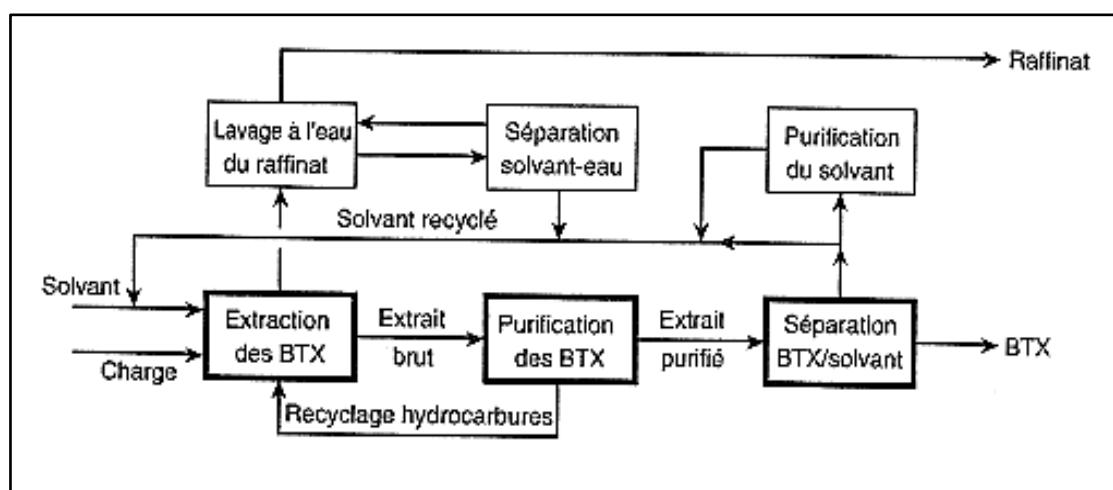 Raffinat
Lavage à l'eau
du raffinat
Séparation
solvant-eau
Purification
du solvant
Solvant recyclé
Solvant
Charge
Extraction
des BTX
Extrait
brut
Purification
des BTX
Extrait
purifié
Séparation
BTX/solvant
BTX
Recyclage hydrocarbures